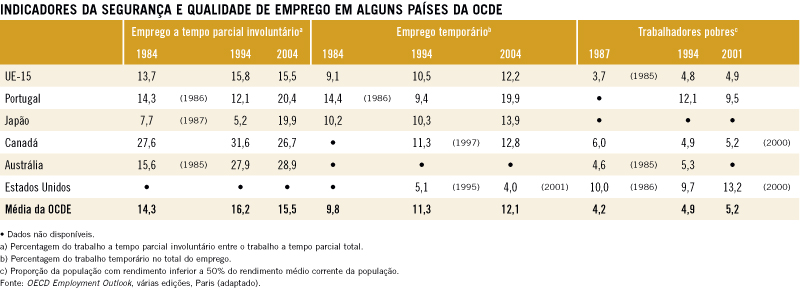 INDICADORES DA SEGURANÇA E QUALIDADE DE EMPREGO EM ALGUNS PAÍSES DA OCDE
Emprego a tempo parcial involuntárioª Emprego temporárioᵇ Trabalhadores pobresᶜ
1984 1994 2004 1984 1994 2004 1987 1994 2001
UE-15 13,7 15,8 15,5 9,1 10,5 12,2 3,7 (1985) 4,8 4,9
Portugal 14,3 (1986) 12,1 20,4 14,4 (1986) 9,4 19,9 • 12,1 9,5
Japão 7,7 (1987) 5,2 19,9 10,2 10,3 13,6 • • •
Canadá 27,6 31,6 26,7 • 11,3 (1997) 12,8 6,0 4,9 5,2 (2000)
Austrália 15,6 (1985) 27,9 28,9 • • • 4,6 (1985) 5,3 •
Estados Unidos • • • • 5,1 (1995) 4,0 (2001) 10,0 (1986) 9,7 13,2 (2000)
Média da OCDE 14,3 16,2 15,5 9,8 11,3 12,1 4,2 4,9 5,2
• Dados não disponíveis.
a) Percentagem do trabalho a tempo parcial involuntário entre o trabalho a tempo parcial total.
b) Percentagem do trabalho temporário no total do emprego.
c) Proporção da população com rendimento inferior a 50% do rendimento médio corrente da população.
Fonte: OECD Employment Outlook, várias edições, Paris (adaptado).